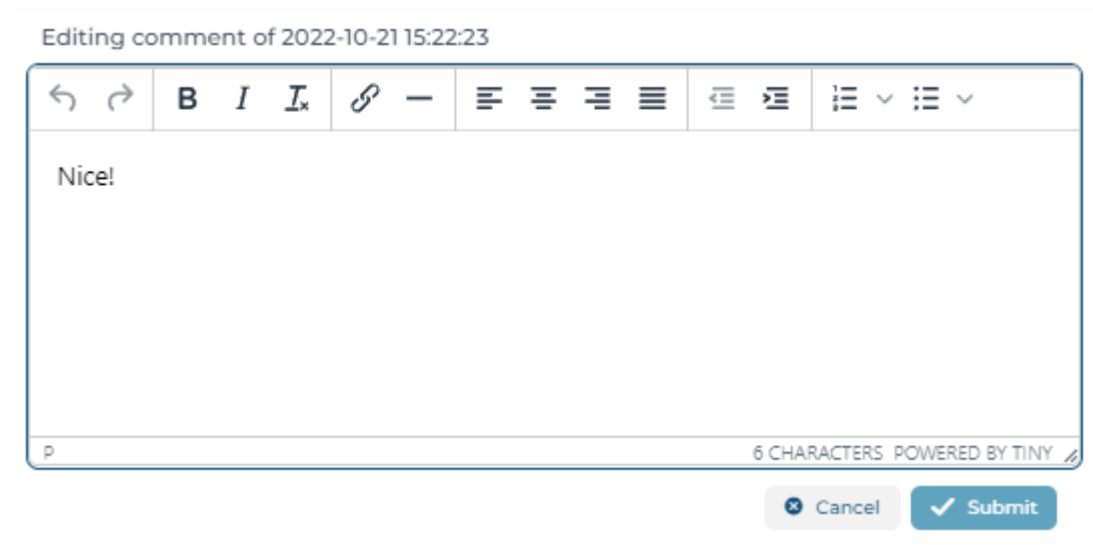 Editing comment of 2022-10-21 15:22:23
B I
Nice!
P 6 CHARACTERS POWERED BY TINY
Cancel Submit